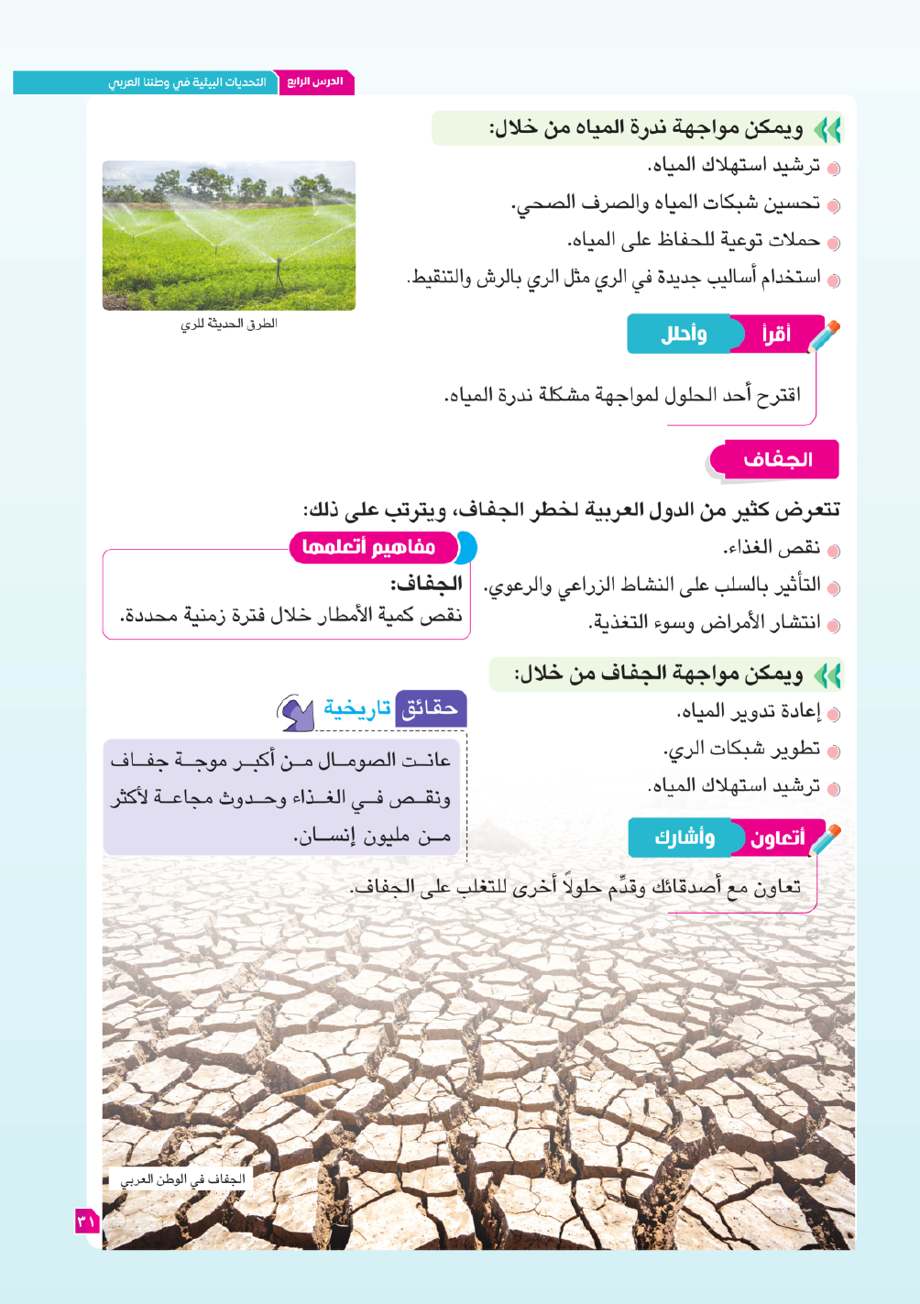 الدرس الرابع
التحديات البيئية في وطننا العربي
ويمكن مواجهة ندرة المياه من خلال:
ترشيد استهلاك المياه.
تحسين شبكات المياه والصرف الصحي.
حملات توعية للحفاظ على المياه.
استخدام أساليب جديدة في الري مثل الري بالرش والتنقيط.
الطرق الحديثة للري
أقرأ وأحلل
اقترح أحد الحلول لمواجهة مشكلة ندرة المياه.
الجفاف
تتعرض كثير من الدول العربية لخطر الجفاف، ويترتب على ذلك:
نقص الغذاء.
التأثير بالسلب على النشاط الزراعي والرعوي.
انتشار الأمراض وسوء التغذية.
مفاهيم أتعلمها
الجفاف:
نقص كمية الأمطار خلال فترة زمنية محددة.
ويمكن مواجهة الجفاف من خلال:
إعادة تدوير المياه.
تطوير شبكات الري.
ترشيد استهلاك المياه.
حقائق تاريخية
عانت الصومال من أكبر موجة جفاف
ونقص في الغذاء وحدوث مجاعة لأكثر
من مليون إنسان.
أتعاون وأشارك
تعاون مع أصدقائك وقدِّم حلولاً أخرى للتغلب على الجفاف.
الجفاف في الوطن العربي
٣١